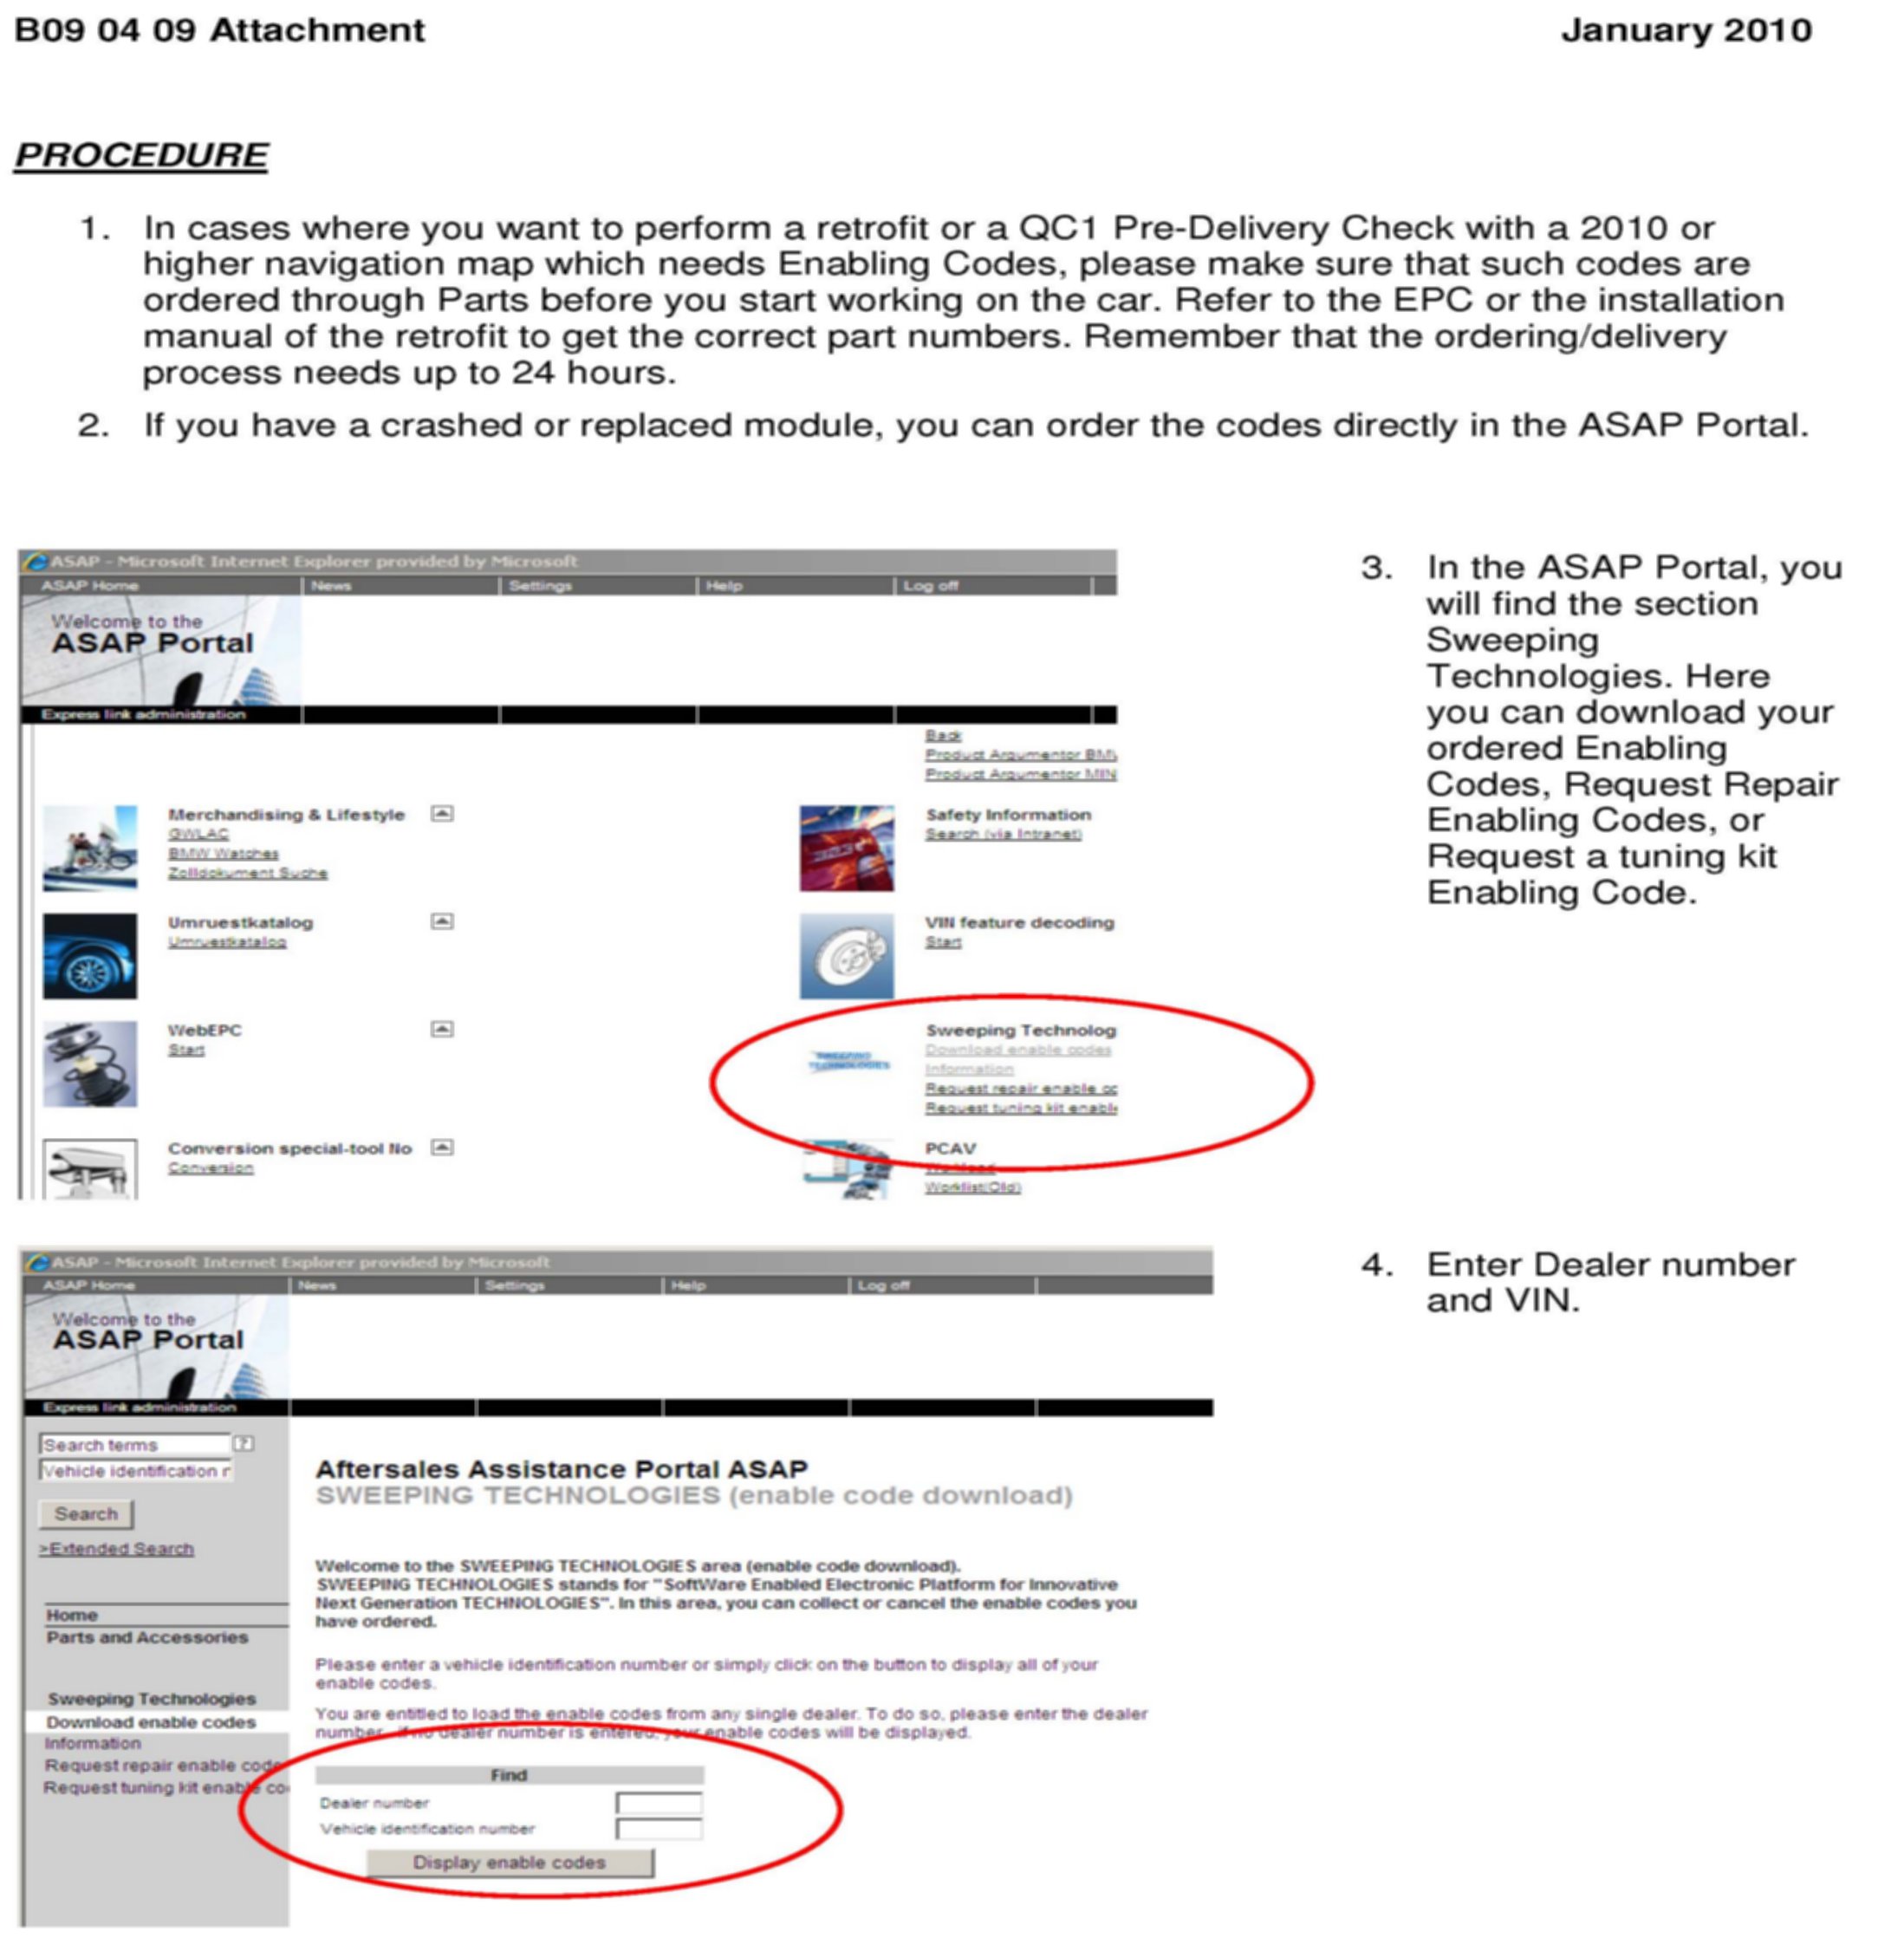 B09 04 09 Attachment
January 2010
PROCEDURE
1. In cases where you want to perform a retrofit or a QC1 Pre-Delivery Check with a 2010 or
higher navigation map which needs Enabling Codes, please make sure that such codes are
ordered through Parts before you start working on the car. Refer to the EPC or the installation
manual of the retrofit to get the correct part numbers. Remember that the ordering/delivery
process needs up to 24 hours.
2. If you have a crashed or replaced module, you can order the codes directly in the ASAP Portal.
ASAP - Microsoft Internet Explorer provided by Microsoft
ASAP Home
News
Settings
Help
Log off
Welcome to the
ASAP Portal
Express link administration
Back
Product Argumentor BMW
Product Argumentor MIN
Merchandising & Lifestyle
GWLAC
BMW Watches
Zolldokument Suche
Safety Information
Search (via Intranet)
Umruestkatalog
Umruestkatalog
VIN feature decoding
Start
WebEPC
Start
SWEEPING
TECHNOLOGIES
Sweeping Technolog
Download enable codes
Information
Request repair enable co
Request tuning kit enable
Conversion special-tool No
Conversion
PCAV
Workload
Worklist(Old)
3. In the ASAP Portal, you
will find the section
Sweeping
Technologies. Here
you can download your
ordered Enabling
Codes, Request Repair
Enabling Codes, or
Request a tuning kit
Enabling Code.
ASAP - Microsoft Internet Explorer provided by Microsoft
ASAP Home
News
Settings
Help
Log off
Welcome to the
ASAP Portal
Express link administration
Search terms
?
Vehicle identification r
Search
>Extended Search
Home
Parts and Accessories
Sweeping Technologies
Download enable codes
Information
Request repair enable code
Request tuning kit enable co
Aftersales Assistance Portal ASAP
SWEEPING TECHNOLOGIES (enable code download)
Welcome to the SWEEPING TECHNOLOGIES area (enable code download).
SWEEPING TECHNOLOGIES stands for "SoftWare Enabled Electronic Platform for Innovative
Next Generation TECHNOLOGIES". In this area, you can collect or cancel the enable codes you
have ordered.
Please enter a vehicle identification number or simply click on the button to display all of your
enable codes.
You are entitled to load the enable codes from any single dealer. To do so, please enter the dealer
number. If no dealer number is entered, your enable codes will be displayed.
Find
Dealer number
Vehicle identification number
Display enable codes
4. Enter Dealer number
and VIN.